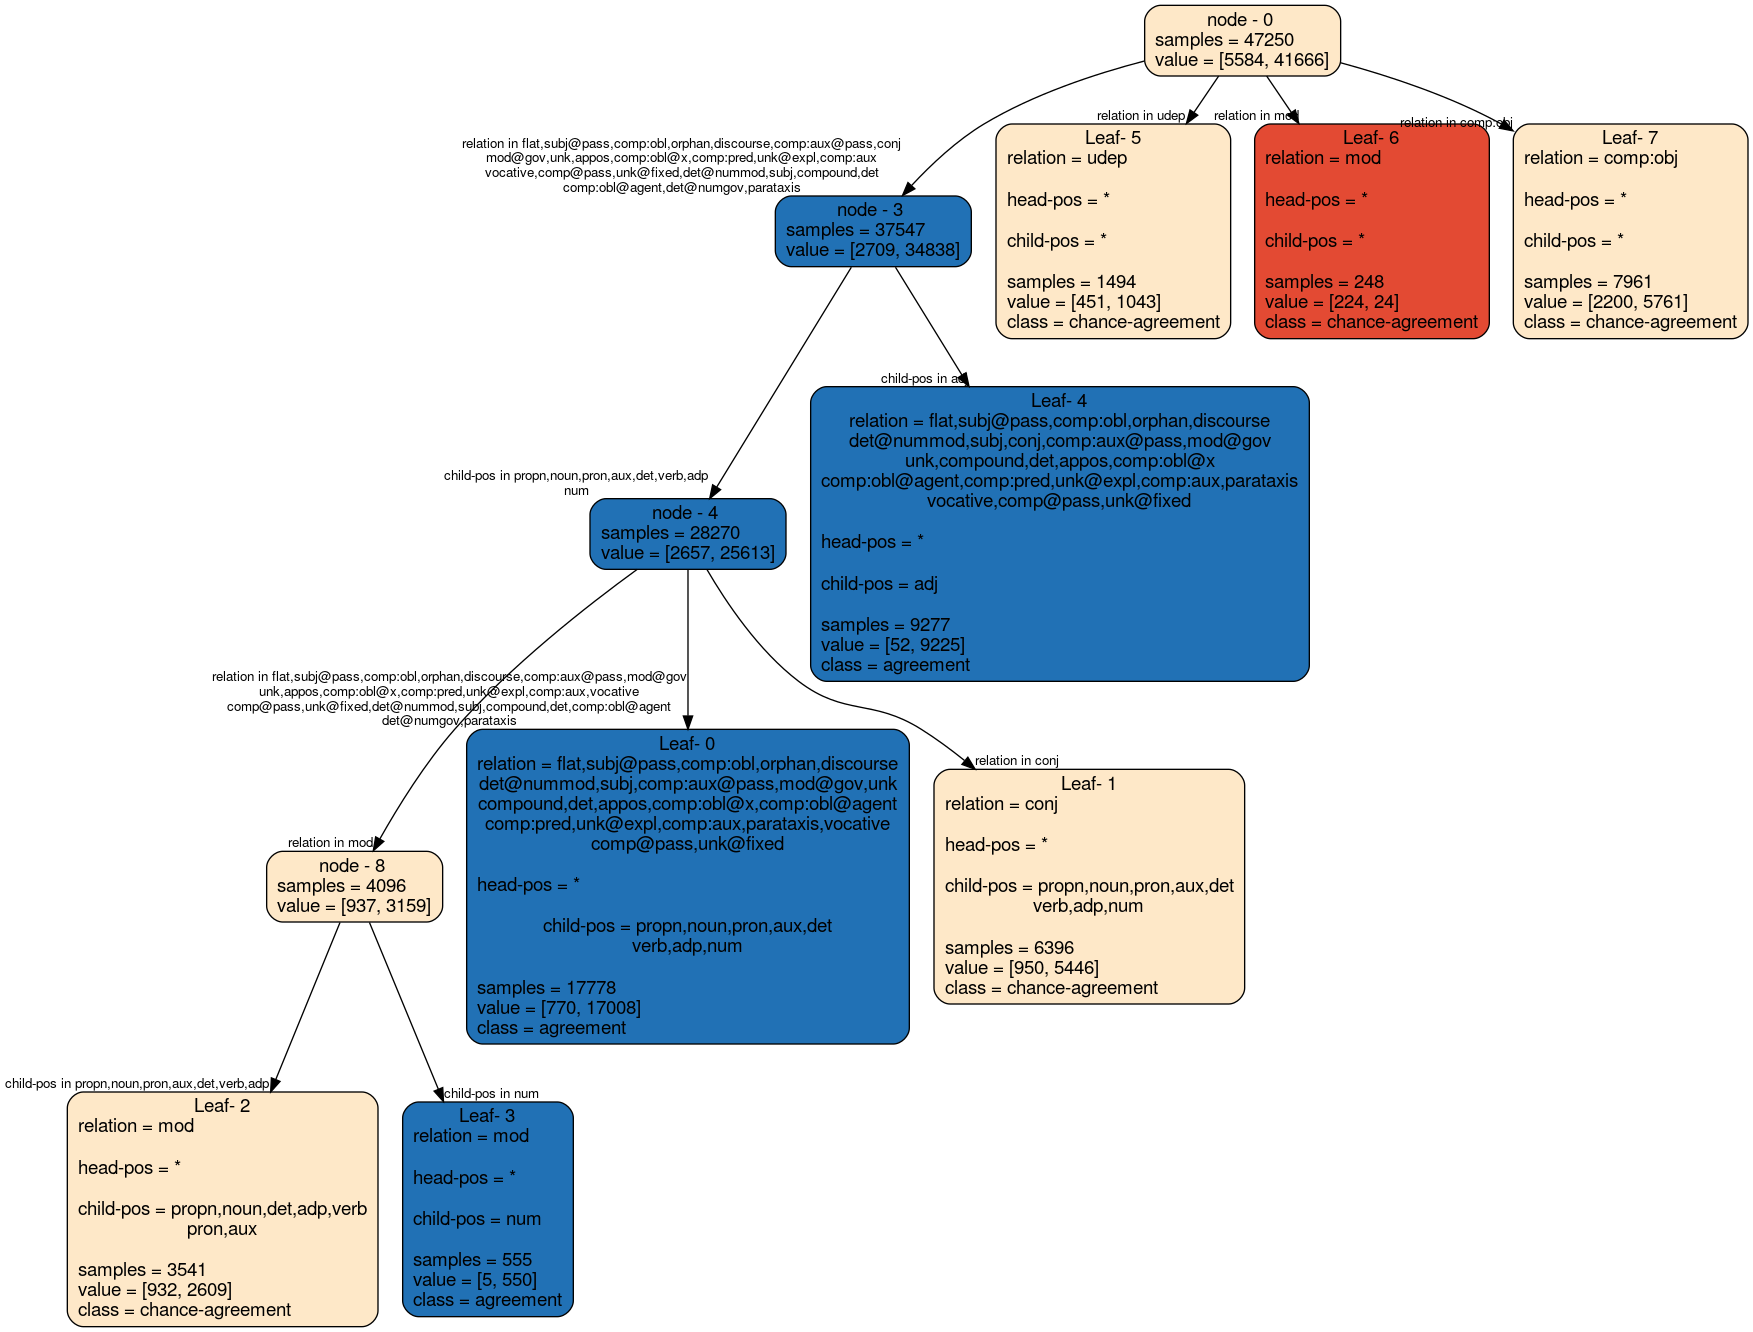 node - 0
samples = 47250
value = [5584, 41666]
relation in udep
relation in mod
relation in comp:obj
relation in flat,subj@pass,comp:obl,orphan,discourse,comp:aux@pass,conj
mod@gov,unk,appos,comp:obl@x,comp:pred,unk@expl,comp:aux
vocative,comp@pass,unk@fixed,det@nummod,subj,compound,det
comp:obl@agent,det@numgov,parataxis
Leaf- 5
relation = udep
head-pos = *
child-pos = *
samples = 1494
value = [451, 1043]
class = chance-agreement
Leaf- 6
relation = mod
head-pos = *
child-pos = *
samples = 248
value = [224, 24]
class = chance-agreement
Leaf- 7
relation = comp:obj
head-pos = *
child-pos = *
samples = 7961
value = [2200, 5761]
class = chance-agreement
node - 3
samples = 37547
value = [2709, 34838]
child-pos in adj
child-pos in propn,noun,pron,aux,det,verb,adp
num
Leaf- 4
relation = flat,subj@pass,comp:obl,orphan,discourse
det@nummod,subj,conj,comp:aux@pass,mod@gov
unk,compound,det,appos,comp:obl@x
comp:obl@agent,comp:pred,unk@expl,comp:aux,parataxis
vocative,comp@pass,unk@fixed
head-pos = *
child-pos = adj
samples = 9277
value = [52, 9225]
class = agreement
node - 4
samples = 28270
value = [2657, 25613]
relation in flat,subj@pass,comp:obl,orphan,discourse,comp:aux@pass,mod@gov
unk,appos,comp:obl@x,comp:pred,unk@expl,comp:aux,vocative
comp@pass,unk@fixed,det@nummod,subj,compound,det,comp:obl@agent
det@numgov,parataxis
relation in conj
relation in mod
Leaf- 0
relation = flat,subj@pass,comp:obl,orphan,discourse
det@nummod,subj,comp:aux@pass,mod@gov,unk
compound,det,appos,comp:obl@x,comp:obl@agent
comp:pred,unk@expl,comp:aux,parataxis,vocative
comp@pass,unk@fixed
head-pos = *
child-pos = propn,noun,pron,aux,det
verb,adp,num
samples = 17778
value = [770, 17008]
class = agreement
Leaf- 1
relation = conj
head-pos = *
child-pos = propn,noun,pron,aux,det
verb,adp,num
samples = 6396
value = [950, 5446]
class = chance-agreement
node - 8
samples = 4096
value = [937, 3159]
child-pos in propn,noun,pron,aux,det,verb,adp
child-pos in num
Leaf- 2
relation = mod
head-pos = *
child-pos = propn,noun,det,adp,verb
pron,aux
samples = 3541
value = [932, 2609]
class = chance-agreement
Leaf- 3
relation = mod
head-pos = *
child-pos = num
samples = 555
value = [5, 550]
class = agreement